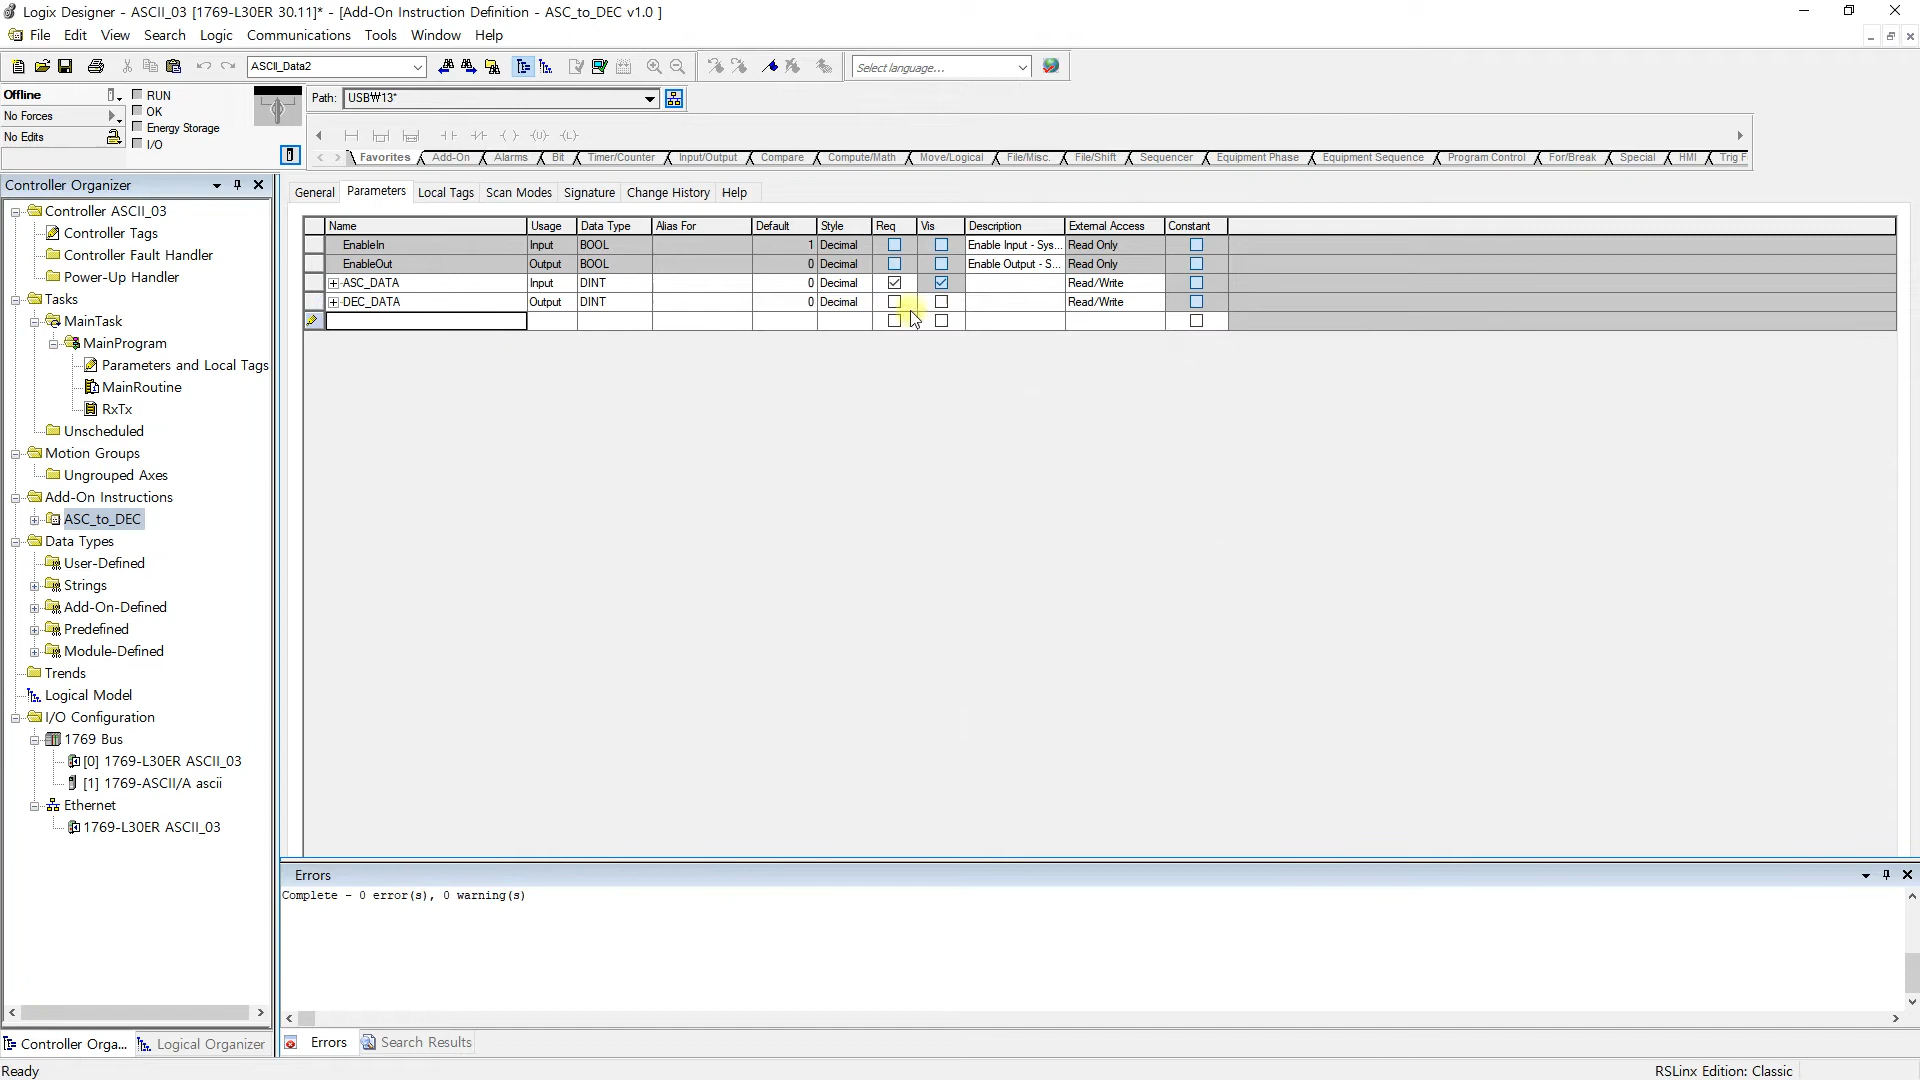 Logix Designer - ASCII_03 [1769-L30ER 30.11]* - [Add-On Instruction Definition - ASC_to_DEC v1.0 ]
File Edit View Search Logic Communications Tools Window Help
ASCII_Data2
Select language...
Offline
RUN
Path: USB₩13*
No Forces
OK
No Edits
Energy Storage
I/O
Favorites Add-On Alarms Bit Timer/Counter Input/Output Compare Compute/Math Move/Logical File/Misc. File/Shift Sequencer Equipment Phase Equipment Sequence Program Control For/Break Special HMI Trig F
Controller Organizer
General Parameters Local Tags Scan Modes Signature Change History Help
Name Usage Data Type Alias For Default Style Req Vis Description External Access Constant
EnableIn Input BOOL 1 Decimal Enable Input - Sys... Read Only
EnableOut Output BOOL 0 Decimal Enable Output - S... Read Only
ASC_DATA Input DINT 0 Decimal Read/Write
DEC_DATA Output DINT 0 Decimal Read/Write
Controller ASCII_03
Controller Tags
Controller Fault Handler
Power-Up Handler
Tasks
MainTask
MainProgram
Parameters and Local Tags
MainRoutine
RxTx
Unscheduled
Motion Groups
Ungrouped Axes
Add-On Instructions
ASC_to_DEC
Data Types
User-Defined
Strings
Add-On-Defined
Predefined
Module-Defined
Trends
Logical Model
I/O Configuration
1769 Bus
[0] 1769-L30ER ASCII_03
[1] 1769-ASCII/A ascii
Ethernet
1769-L30ER ASCII_03
Controller Orga... Logical Organizer
Errors
Complete - 0 error(s), 0 warning(s)
Errors Search Results
Ready
RSLinx Edition: Classic